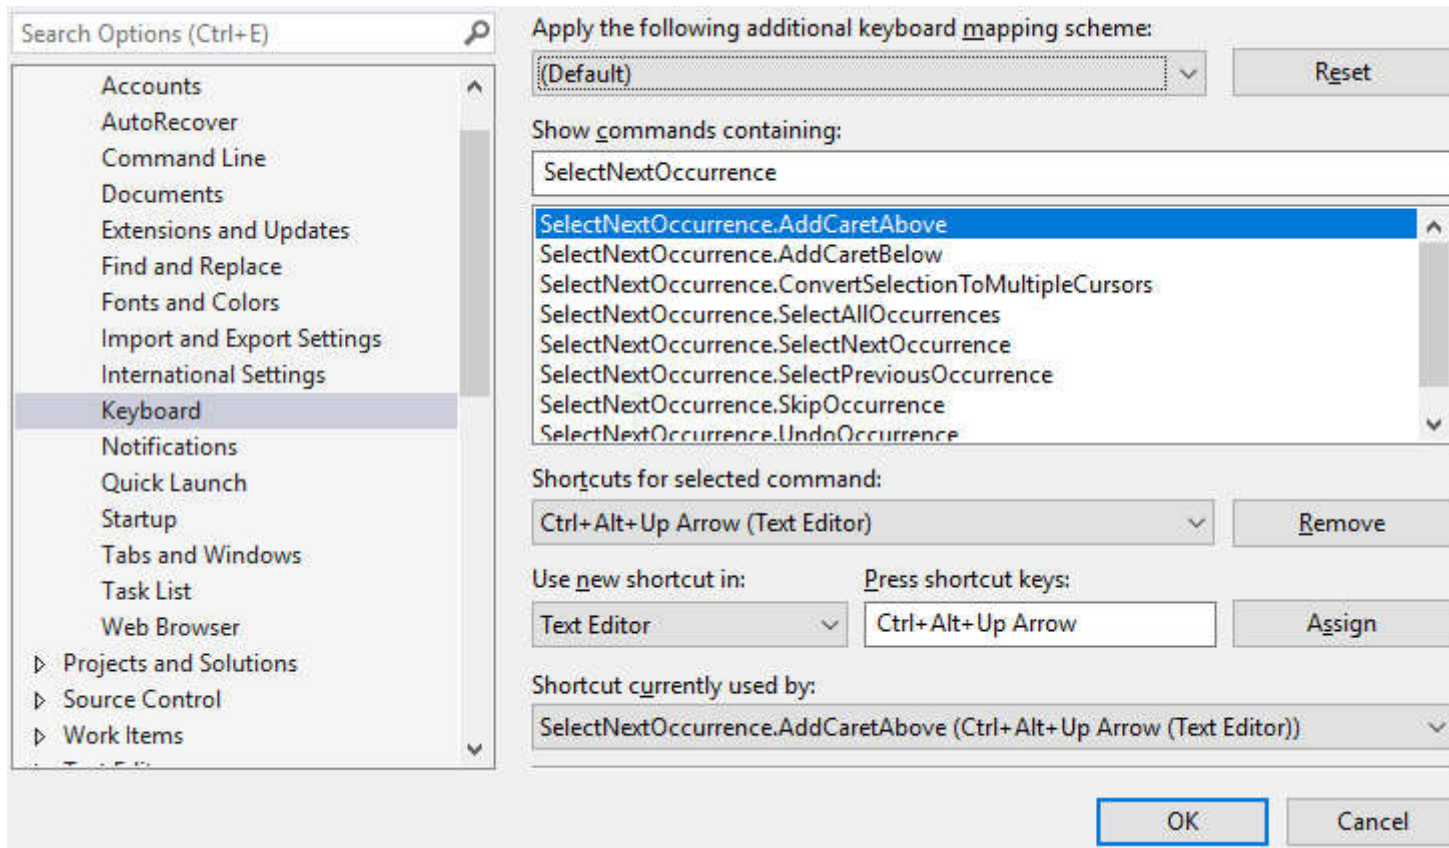 Search Options (Ctrl+E)
Accounts
AutoRecover
Command Line
Documents
Extensions and Updates
Find and Replace
Fonts and Colors
Import and Export Settings
International Settings
Keyboard
Notifications
Quick Launch
Startup
Tabs and Windows
Task List
Web Browser
Projects and Solutions
Source Control
Work Items
Apply the following additional keyboard mapping scheme:
(Default)
Reset
Show commands containing:
SelectNextOccurrence
SelectNextOccurrence.AddCaretAbove
SelectNextOccurrence.AddCaretBelow
SelectNextOccurrence.ConvertSelectionToMultipleCursors
SelectNextOccurrence.SelectAllOccurrences
SelectNextOccurrence.SelectNextOccurrence
SelectNextOccurrence.SelectPreviousOccurrence
SelectNextOccurrence.SkipOccurrence
SelectNextOccurrence.UndoOccurrence
Shortcuts for selected command:
Ctrl+Alt+Up Arrow (Text Editor)
Remove
Use new shortcut in:
Press shortcut keys:
Text Editor
Ctrl+Alt+Up Arrow
Assign
Shortcut currently used by:
SelectNextOccurrence.AddCaretAbove (Ctrl+Alt+Up Arrow (Text Editor))
OK
Cancel